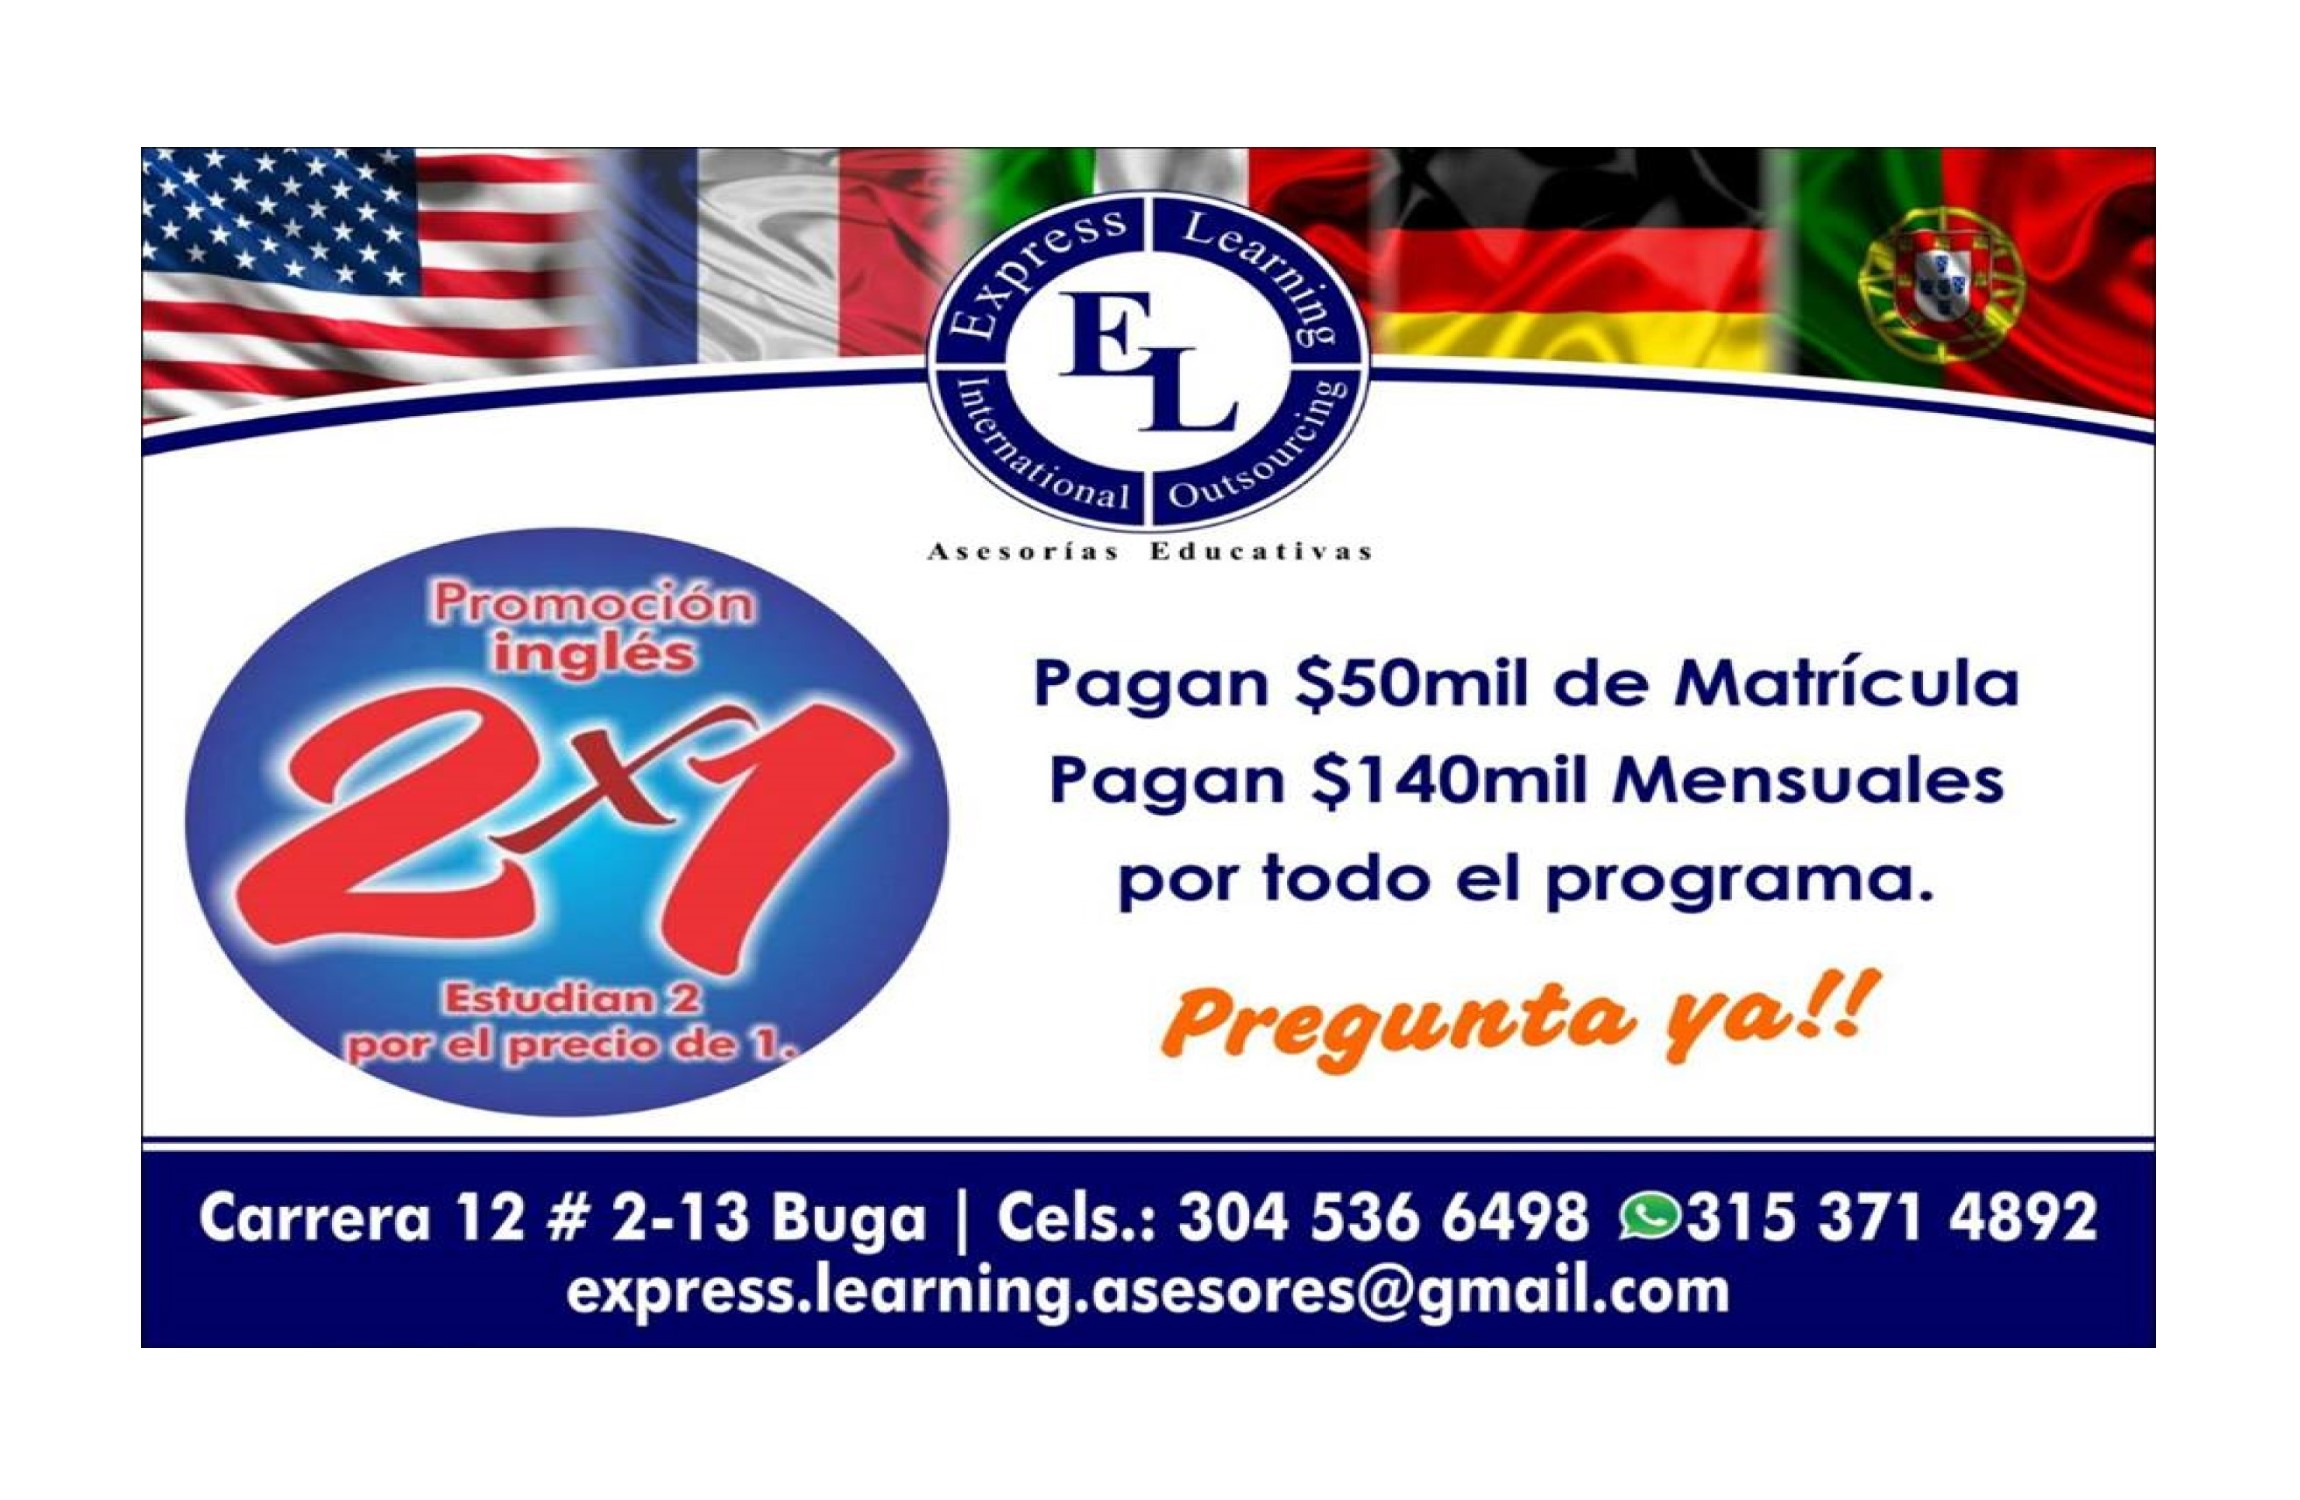 Express Learning
EL
International Outsourcing
Asesorías Educativas
Promoción
inglés
2x1
Estudian 2
por el precio de 1.
Pagan $50mil de Matrícula
Pagan $140mil Mensuales
por todo el programa.
Pregunta ya!!
Carrera 12 # 2-13 Buga | Cels.: 304 536 6498 315 371 4892
express.learning.asesores@gmail.com